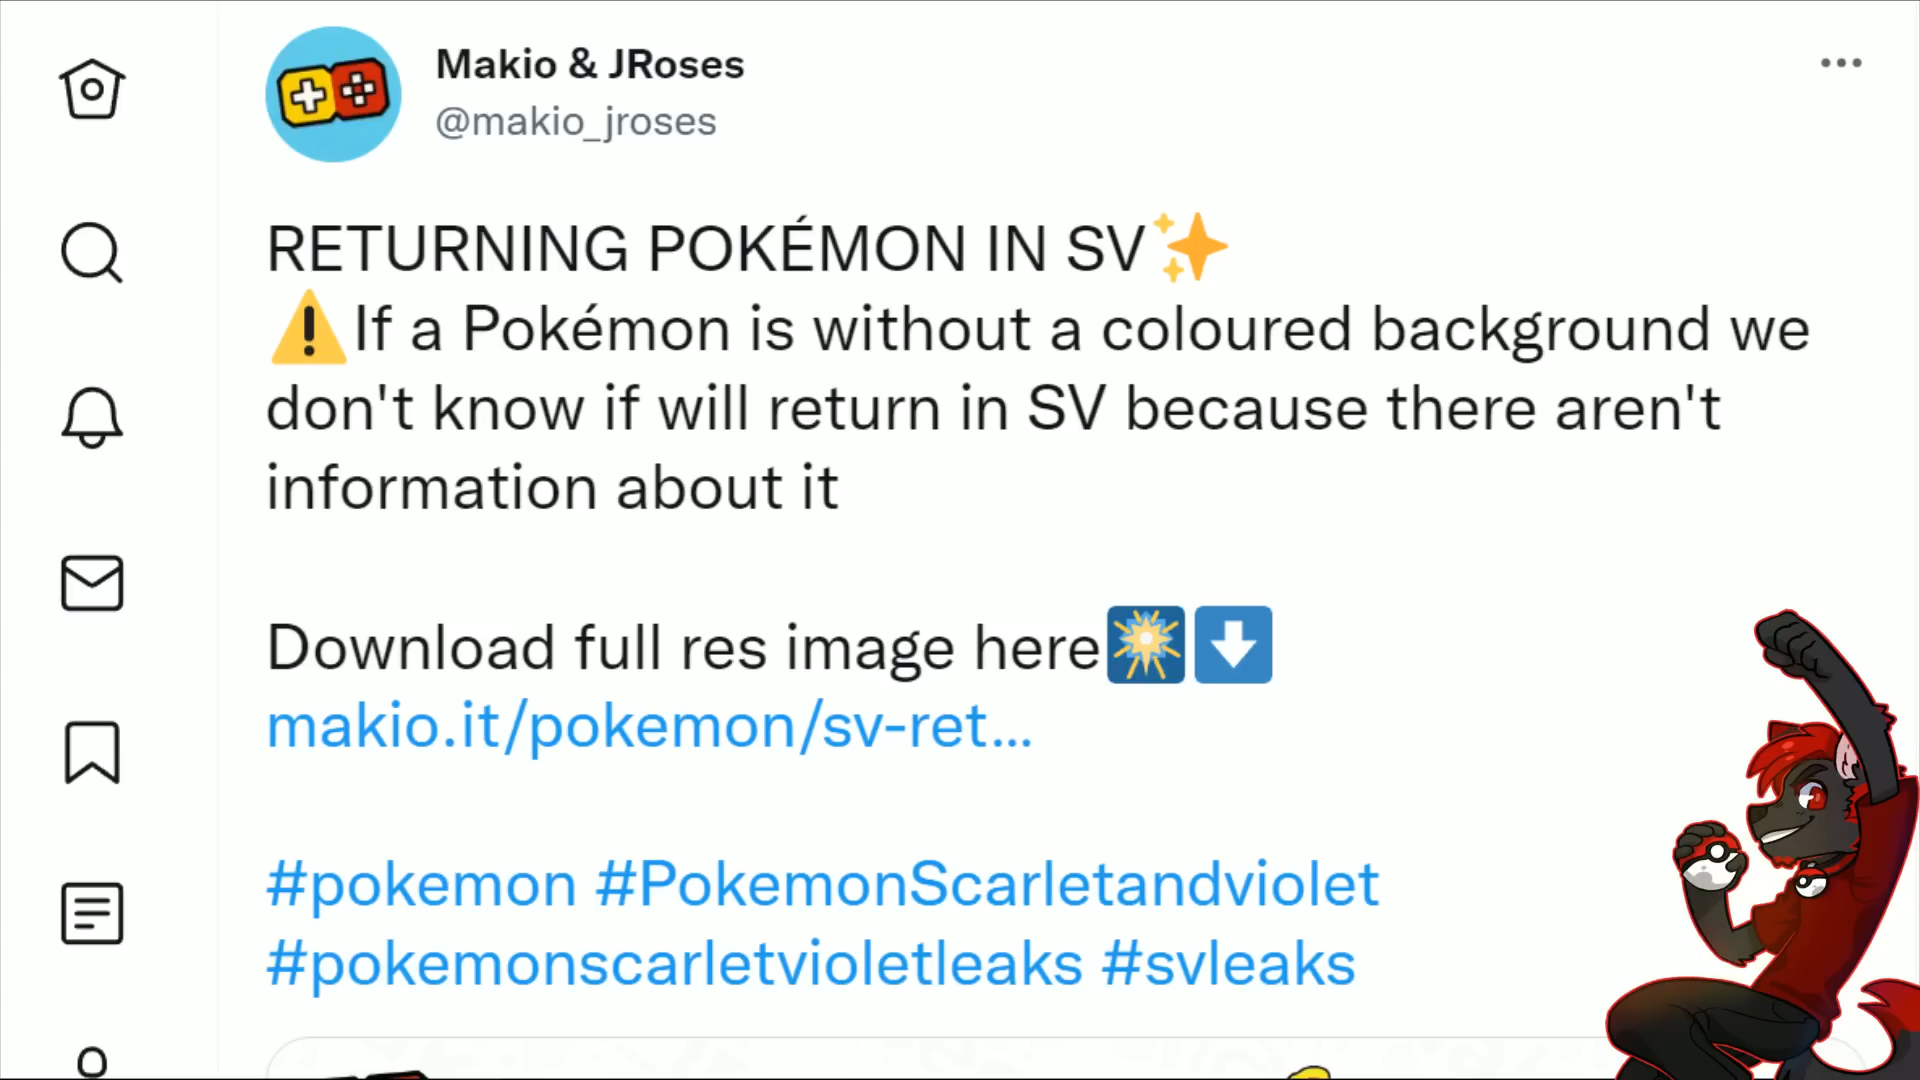 Makio & JRoses
@makio_jroses
RETURNING POKÉMON IN SV✨
⚠️If a Pokémon is without a coloured background we
don't know if will return in SV because there aren't
information about it
Download full res image here🎇⬇️
makio.it/pokemon/sv-ret...
#pokemon #PokemonScarletandviolet
#pokemonscarletvioletleaks #svleaks